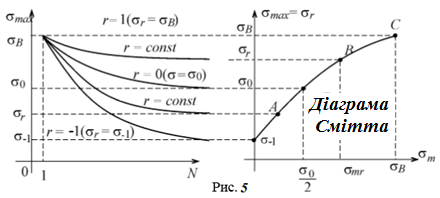 σmax
r=1(σr=σB)
σB
r = const
r=0(σ=σ0)
σ0
r = const
σr
σ-1
r= -1(σr=σ-1)
0
1
N
σmax= σr
σB
C
σr
B
σ0
A
Діаграма
Смітта
σ-1
σ0
2
σmr
σB
σm
Рис. 5